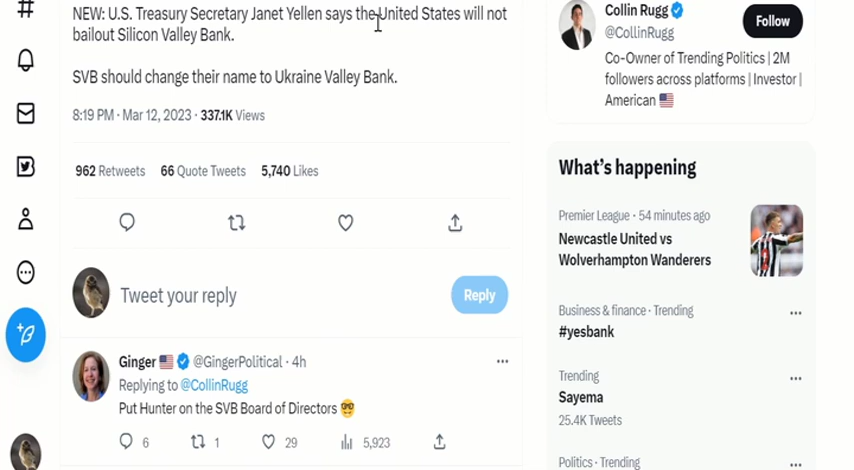 NEW: U.S. Treasury Secretary Janet Yellen says the United States will not
bailout Silicon Valley Bank.
SVB should change their name to Ukraine Valley Bank.
8:19 PM · Mar 12, 2023 · 337.1K Views
962 Retweets 66 Quote Tweets 5,740 Likes
Tweet your reply
Reply
Ginger 🇺🇸 @GingerPolitical · 4h
Replying to @CollinRugg
Put Hunter on the SVB Board of Directors 🤓
6 1 29 5,923
Collin Rugg
@CollinRugg
Follow
Co-Owner of Trending Politics | 2M
followers across platforms | Investor |
American 🇺🇸
What's happening
Premier League · 54 minutes ago
Newcastle United vs
Wolverhampton Wanderers
Business & finance · Trending
#yesbank
Trending
Sayema
25.4K Tweets
Politics · Trending